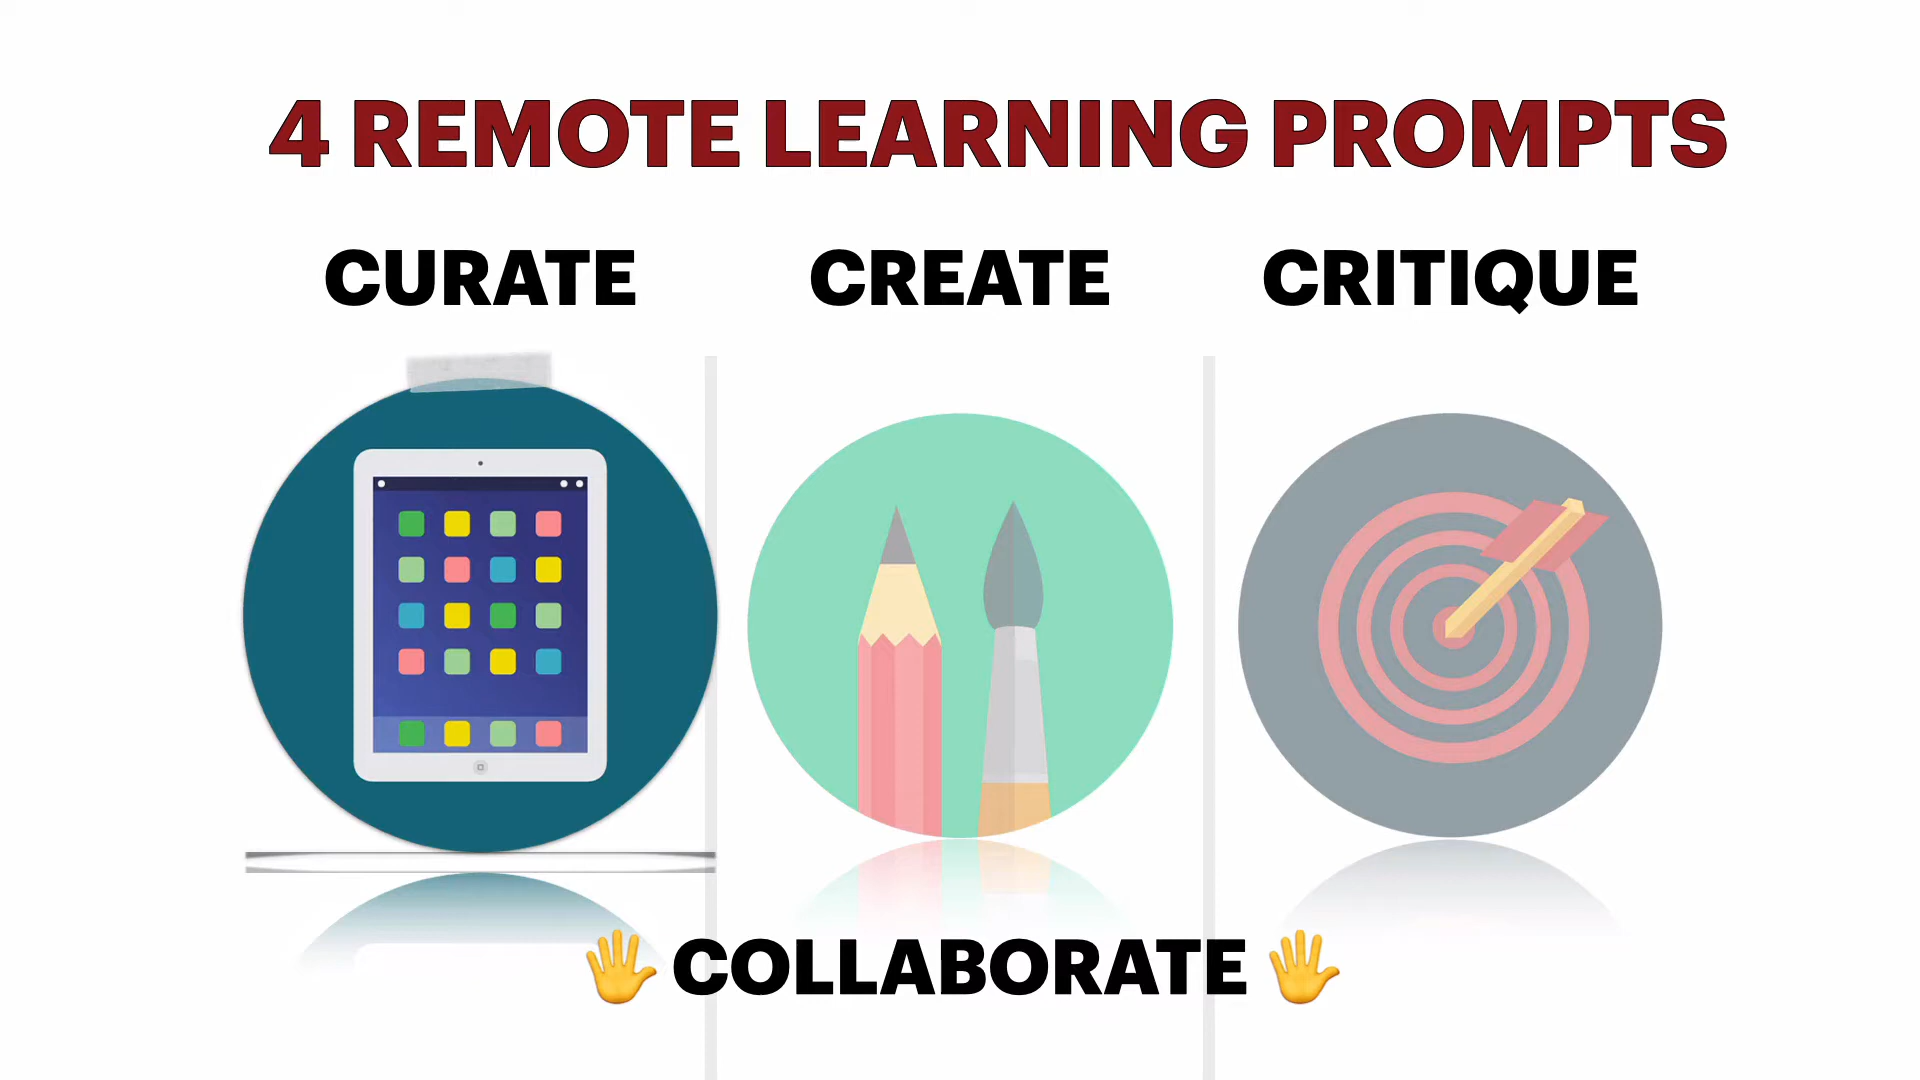 4 REMOTE LEARNING PROMPTS
CURATE CREATE CRITIQUE
🖐 COLLABORATE 🖐